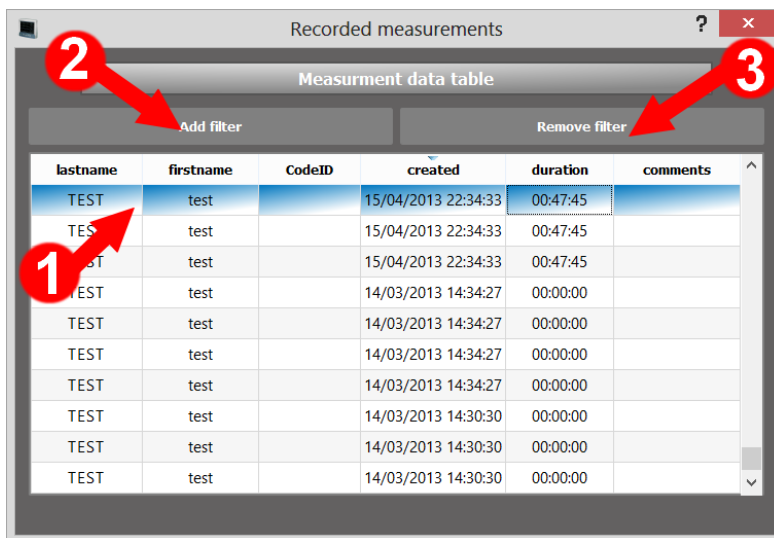 Recorded measurements ?
2 3
Measurment data table
Add filter Remove filter
lastname firstname CodeID created duration comments
TEST test 15/04/2013 22:34:33 00:47:45
TEST test 15/04/2013 22:34:33 00:47:45
1 test 15/04/2013 22:34:33 00:47:45
TEST test 14/03/2013 14:34:27 00:00:00
TEST test 14/03/2013 14:34:27 00:00:00
TEST test 14/03/2013 14:34:27 00:00:00
TEST test 14/03/2013 14:34:27 00:00:00
TEST test 14/03/2013 14:30:30 00:00:00
TEST test 14/03/2013 14:30:30 00:00:00
TEST test 14/03/2013 14:30:30 00:00:00